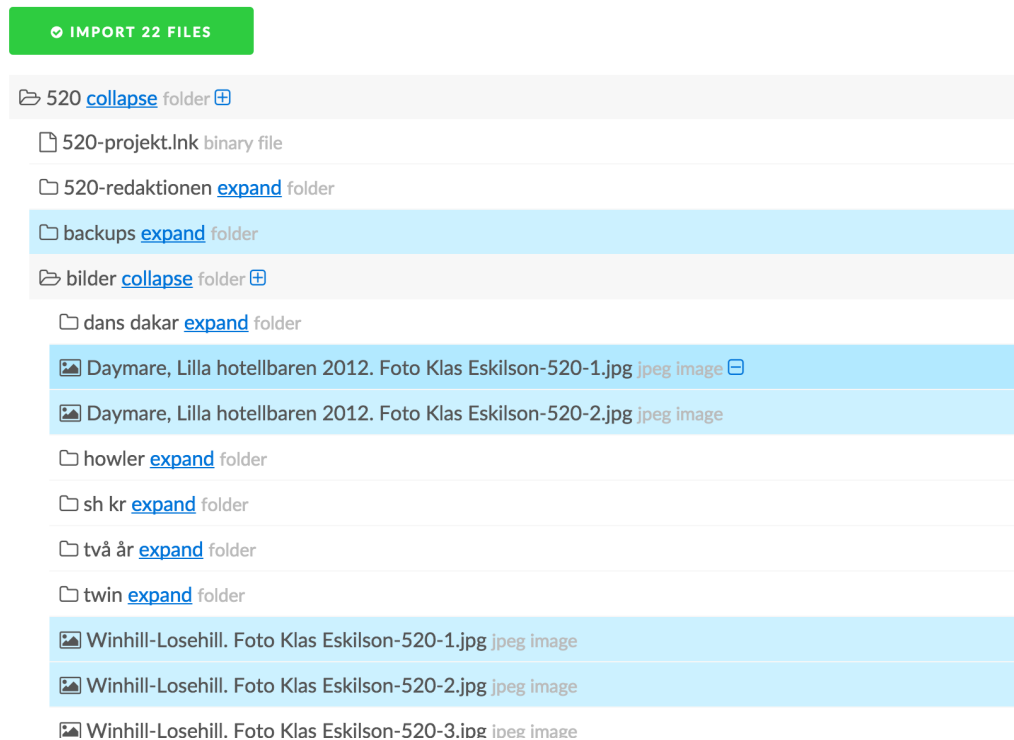 IMPORT 22 FILES
520 collapse folder
520-projekt.lnk binary file
520-redaktionen expand folder
backups expand folder
bilder collapse folder
dans dakar expand folder
Daymare, Lilla hotellbaren 2012. Foto Klas Eskilson-520-1.jpg jpeg image
Daymare, Lilla hotellbaren 2012. Foto Klas Eskilson-520-2.jpg jpeg image
howler expand folder
sh kr expand folder
två år expand folder
twin expand folder
Winhill-Losehill. Foto Klas Eskilson-520-1.jpg jpeg image
Winhill-Losehill. Foto Klas Eskilson-520-2.jpg jpeg image
Winhill-Losehill. Foto Klas Eskilson-520-3.jpg jpeg image